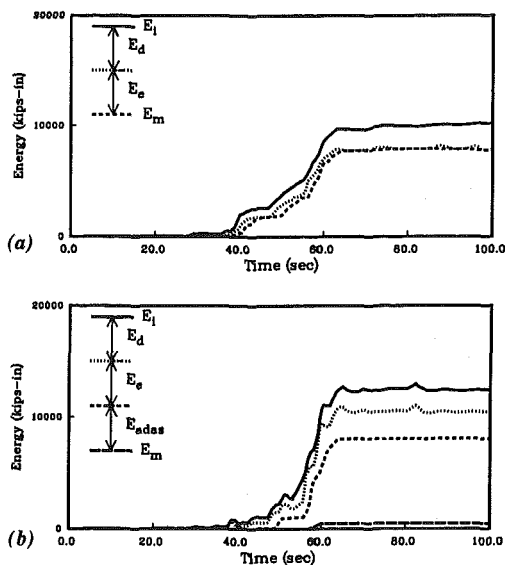 20000
E_i
E_d
E_e
E_m
10000
0
Energy (kips-in)
(a)
0.0 20.0 40.0 60.0 80.0 100.0
Time (sec)
20000
E_i
E_d
E_e
E_adas
E_m
10000
0
Energy (kips-in)
(b)
0.0 20.0 40.0 60.0 80.0 100.0
Time (sec)